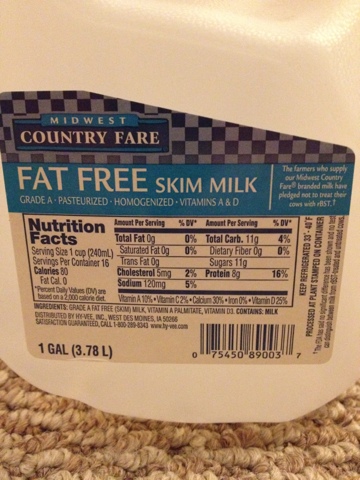 MIDWEST
COUNTRY FARE
FAT FREE SKIM MILK
GRADE A · PASTEURIZED · HOMOGENIZED · VITAMINS A & D
The farmers who supply
our Midwest Country
Fare® branded milk have
pledged not to treat their
cows with rBST.†
Nutrition
Facts
Serving Size 1 cup (240mL)
Servings Per Container 16
Calories 80
Fat Cal. 0
*Percent Daily Values (DV) are
based on a 2,000 calorie diet.
Amount Per Serving % DV*
Total Fat 0g 0%
Saturated Fat 0g 0%
Trans Fat 0g
Cholesterol 5mg 2%
Sodium 120mg 5%
Amount Per Serving % DV*
Total Carb. 11g 4%
Dietary Fiber 0g 0%
Sugars 11g
Protein 8g 16%
Vitamin A 10% • Vitamin C 2% • Calcium 30% • Iron 0% • Vitamin D 25%
INGREDIENTS: GRADE A FAT FREE (SKIM) MILK, VITAMIN A PALMITATE, VITAMIN D3. CONTAINS: MILK
DISTRIBUTED BY HY-VEE, INC., WEST DES MOINES, IA 50266
SATISFACTION GUARANTEED, CALL 1-800-289-8343 www.hy-vee.com
1 GAL (3.78 L)
0 75450 89003 7
KEEP REFRIGERATED 33°-40°F
PROCESSED AT PLANT STAMPED ON CONTAINER